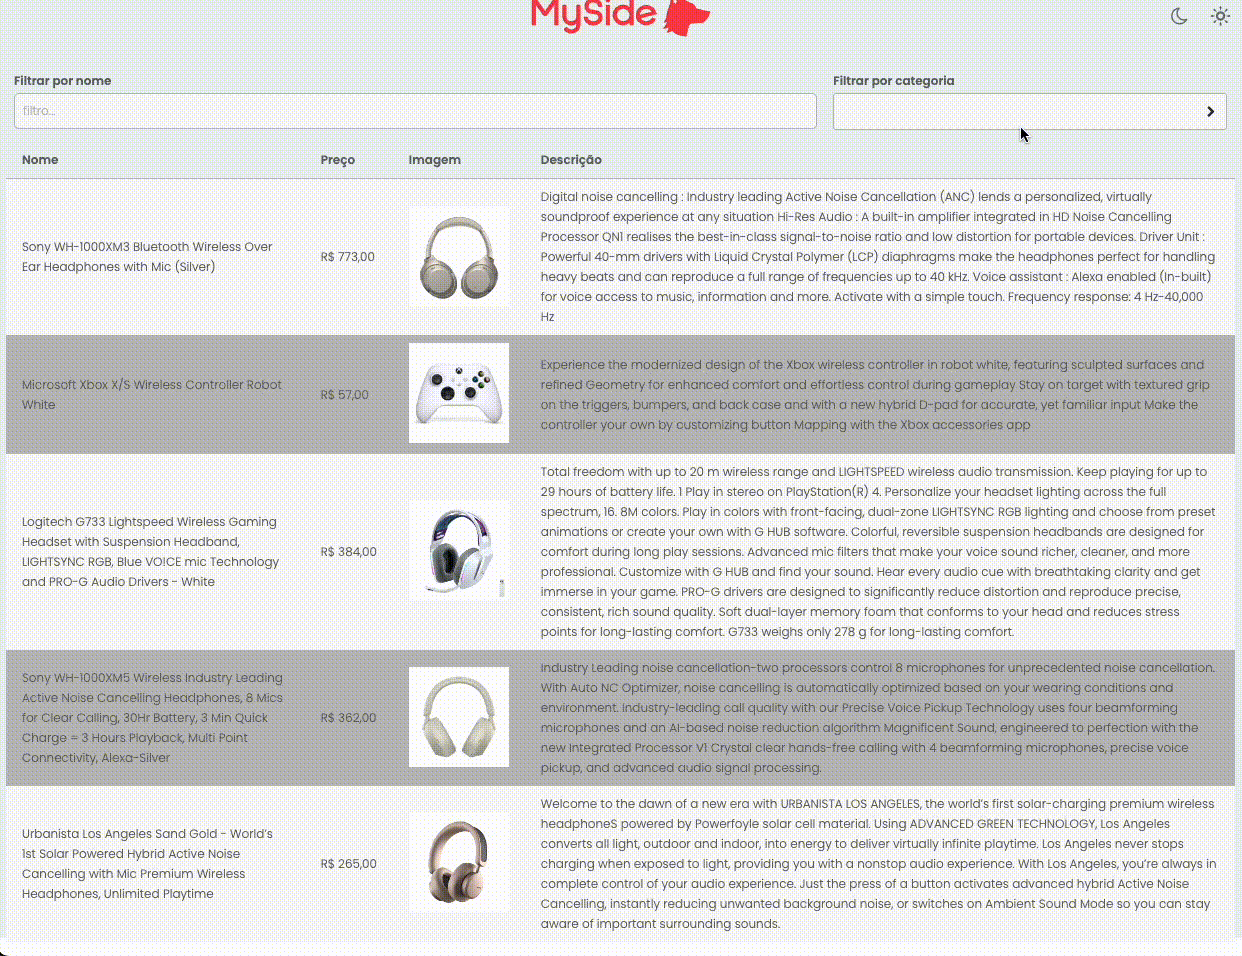 MySide
Filtrar por nome
Filtrar por categoria
filtro...
Nome Preço Imagem Descrição
Sony WH-1000XM3 Bluetooth Wireless Over
Ear Headphones with Mic (Silver)
R$ 773,00
Digital noise cancelling : Industry leading Active Noise Cancellation (ANC) lends a personalized, virtually
soundproof experience at any situation Hi-Res Audio : A built-in amplifier integrated in HD Noise Cancelling
Processor QN1 realises the best-in-class signal-to-noise ratio and low distortion for portable devices. Driver Unit :
Powerful 40-mm drivers with Liquid Crystal Polymer (LCP) diaphragms make the headphones perfect for handling
heavy beats and can reproduce a full range of frequencies up to 40 kHz. Voice assistant : Alexa enabled (In-built)
for voice access to music, information and more. Activate with a simple touch. Frequency response: 4 Hz-40,000
Hz
Microsoft Xbox X/S Wireless Controller Robot
White
R$ 57,00
Experience the modernized design of the Xbox wireless controller in robot white, featuring sculpted surfaces and
refined Geometry for enhanced comfort and effortless control during gameplay Stay on target with textured grip
on the triggers, bumpers, and back case and with a new hybrid D-pad for accurate, yet familiar input Make the
controller your own by customizing button Mapping with the Xbox accessories app
Logitech G733 Lightspeed Wireless Gaming
Headset with Suspension Headband,
LIGHTSYNC RGB, Blue VO!CE mic Technology
and PRO-G Audio Drivers - White
R$ 384,00
Total freedom with up to 20 m wireless range and LIGHTSPEED wireless audio transmission. Keep playing for up to
29 hours of battery life. 1 Play in stereo on PlayStation(R) 4. Personalize your headset lighting across the full
spectrum, 16. 8M colors. Play in colors with front-facing, dual-zone LIGHTSYNC RGB lighting and choose from preset
animations or create your own with G HUB software. Colorful, reversible suspension headbands are designed for
comfort during long play sessions. Advanced mic filters that make your voice sound richer, cleaner, and more
professional. Customize with G HUB and find your sound. Hear every audio cue with breathtaking clarity and get
immerse in your game. PRO-G drivers are designed to significantly reduce distortion and reproduce precise,
consistent, rich sound quality. Soft dual-layer memory foam that conforms to your head and reduces stress
points for long-lasting comfort. G733 weighs only 278 g for long-lasting comfort.
Sony WH-1000XM5 Wireless Industry Leading
Active Noise Cancelling Headphones, 8 Mics
for Clear Calling, 30Hr Battery, 3 Min Quick
Charge = 3 Hours Playback, Multi Point
Connectivity, Alexa-Silver
R$ 362,00
Industry Leading noise cancellation-two processors control 8 microphones for unprecedented noise cancellation.
With Auto NC Optimizer, noise cancelling is automatically optimized based on your wearing conditions and
environment. Industry-leading call quality with our Precise Voice Pickup Technology uses four beamforming
microphones and an AI-based noise reduction algorithm Magnificent Sound, engineered to perfection with the
new Integrated Processor V1 Crystal clear hands-free calling with 4 beamforming microphones, precise voice
pickup, and advanced audio signal processing.
Urbanista Los Angeles Sand Gold - World's
1st Solar Powered Hybrid Active Noise
Cancelling with Mic Premium Wireless
Headphones, Unlimited Playtime
R$ 265,00
Welcome to the dawn of a new era with URBANISTA LOS ANGELES, the world's first solar-charging premium wireless
headphoneS powered by Powerfoyle solar cell material. Using ADVANCED GREEN TECHNOLOGY, Los Angeles
converts all light, outdoor and indoor, into energy to deliver virtually infinite playtime. Los Angeles never stops
charging when exposed to light, providing you with a nonstop audio experience. With Los Angeles, you're always in
complete control of your audio experience. Just the press of a button activates advanced hybrid Active Noise
Cancelling, instantly reducing unwanted background noise, or switches on Ambient Sound Mode so you can stay
aware of important surrounding sounds.